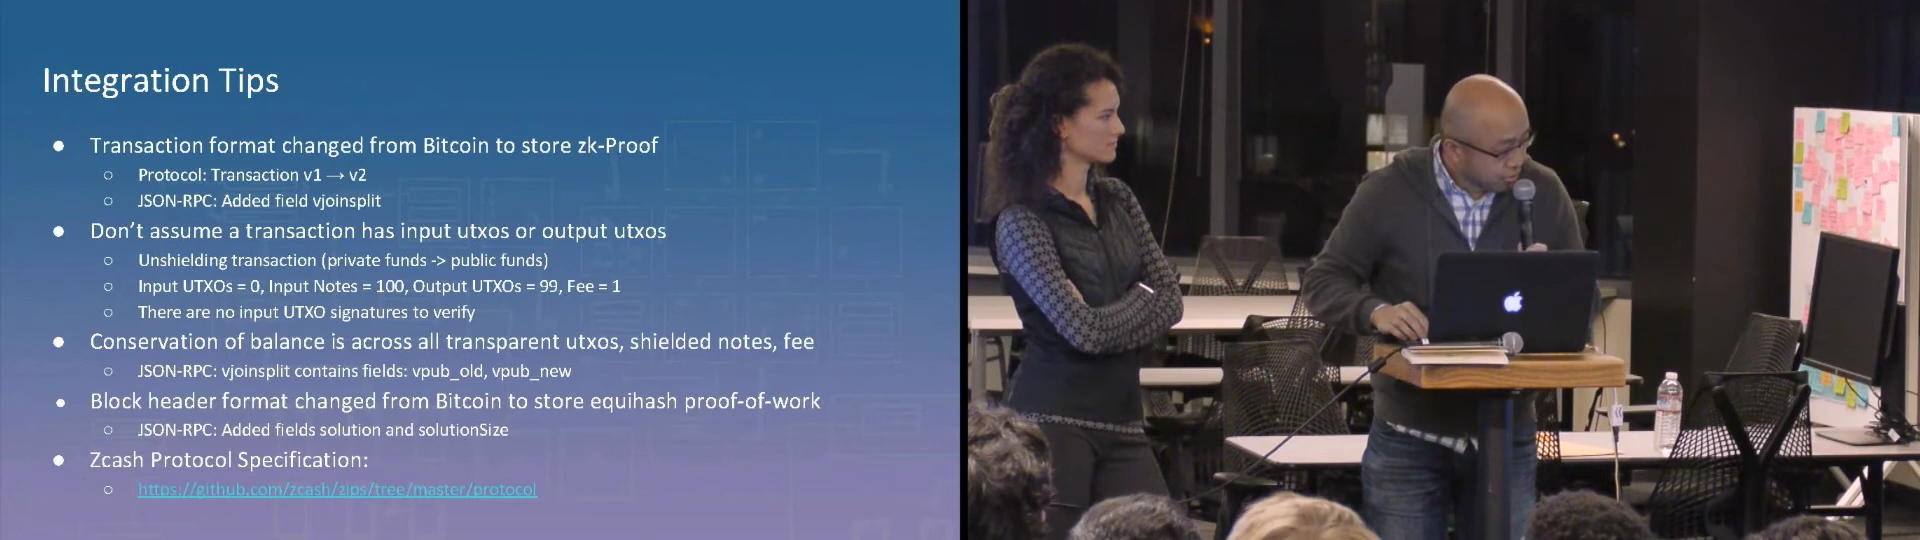 Integration Tips
● Transaction format changed from Bitcoin to store zk-Proof
○ Protocol: Transaction v1 → v2
○ JSON-RPC: Added field vjoinsplit
● Don't assume a transaction has input utxos or output utxos
○ Unshielding transaction (private funds -> public funds)
○ Input UTXOs = 0, Input Notes = 100, Output UTXOs = 99, Fee = 1
○ There are no input UTXO signatures to verify
● Conservation of balance is across all transparent utxos, shielded notes, fee
○ JSON-RPC: vjoinsplit contains fields: vpub_old, vpub_new
● Block header format changed from Bitcoin to store equihash proof-of-work
○ JSON-RPC: Added fields solution and solutionSize
● Zcash Protocol Specification:
○ https://github.com/zcash/zips/tree/master/protocol